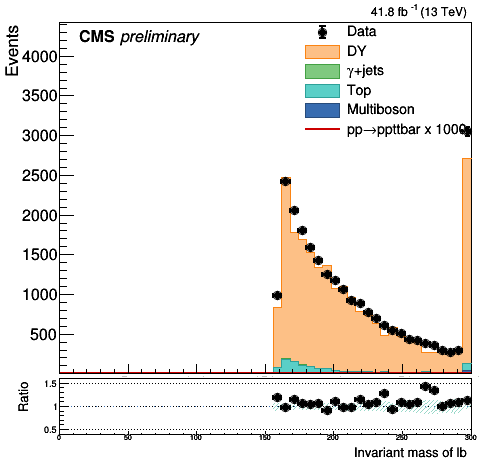 41.8 fb⁻¹ (13 TeV)
CMS preliminary
Events
Data
DY
γ+jets
Top
Multiboson
pp→ppttbar x 1000
4000
3500
3000
2500
2000
1500
1000
500
Ratio
1.5
1
0.5
0 50 100 150 200 250 300
Invariant mass of lb